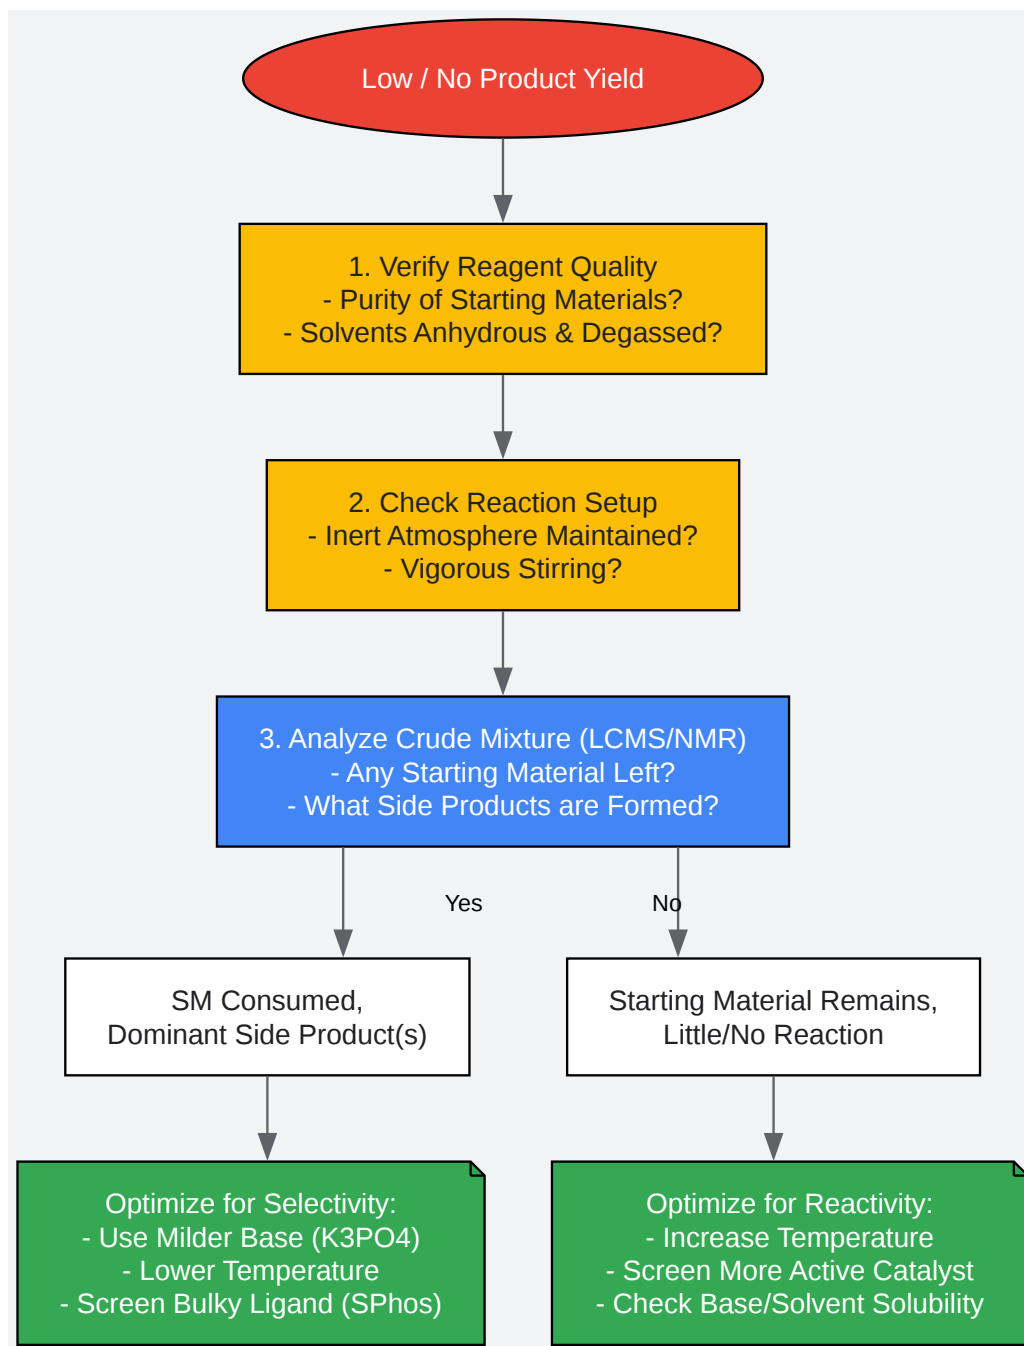 Low / No Product Yield
1. Verify Reagent Quality
- Purity of Starting Materials?
- Solvents Anhydrous & Degassed?
2. Check Reaction Setup
- Inert Atmosphere Maintained?
- Vigorous Stirring?
3. Analyze Crude Mixture (LCMS/NMR)
- Any Starting Material Left?
- What Side Products are Formed?
Yes
No
SM Consumed,
Dominant Side Product(s)
Starting Material Remains,
Little/No Reaction
Optimize for Selectivity:
- Use Milder Base (K3PO4)
- Lower Temperature
- Screen Bulky Ligand (SPhos)
Optimize for Reactivity:
- Increase Temperature
- Screen More Active Catalyst
- Check Base/Solvent Solubility